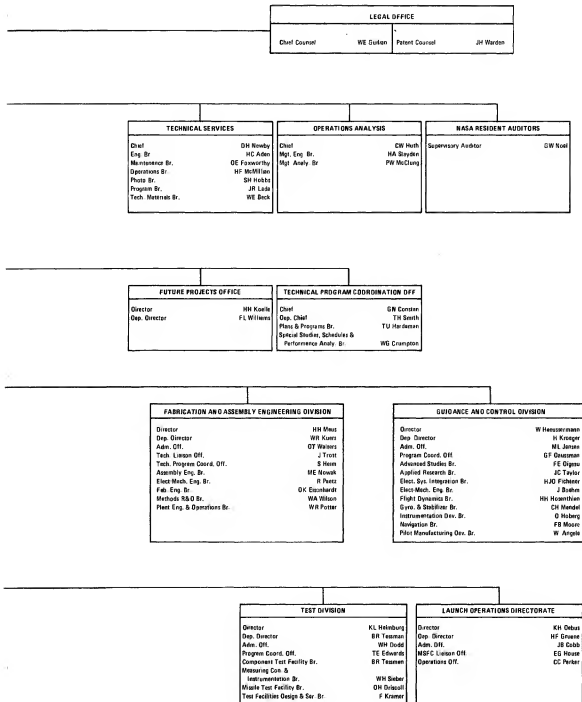 LEGAL OFFICE
Chief Counsel WE Guilian Patent Counsel JH Warden
TECHNICAL SERVICES
Chief DH Newby
Eng. Br HC Aden
Maintenance Br. OE Foxworthy
Operations Br. HF McMillan
Photo Br. SH Hobbs
Program Br. JR Lada
Tech. Materials Br. WE Beck
OPERATIONS ANALYSIS
Chief CW Huth
Mgt. Eng. Br. HA Slayden
Mgt Analy. Br PW McClung
NASA RESIDENT AUDITORS
Supervisory Auditor GW Noel
FUTURE PROJECTS OFFICE
Director HH Koelle
Dep. Director FL Williams
TECHNICAL PROGRAM COORDINATION OFF
Chief GN Constan
Dep. Chief TH Smith
Plans & Programs Br. TU Hardeman
Special Studies, Schedules &
Performance Analy. Br. WG Crumpton
FABRICATION AND ASSEMBLY ENGINEERING DIVISION
Director HH Maus
Dep. Director WR Kuers
Adm. Off. OT Waiters
Tech. Liaison Off. J Trott
Tech. Program Coord. Off. S Heim
Assembly Eng. Br. ME Nowak
Elect-Mech. Eng. Br. R Paetz
Fab. Eng. Br OK Eisenhardt
Methods R&D Br. WA Wilson
Plant Eng. & Operations Br. WR Potter
GUIDANCE AND CONTROL DIVISION
Director W Haeussermann
Dep Director H Kroeger
Adm. Off. ML Jensen
Program Coord. Off. GF Gaussman
Advanced Studies Br. FE Digesu
Applied Research Br. JC Taylor
Elect. Sys. Integration Br. HJO Fichtner
Elect-Mech. Eng. Br. J Boehm
Flight Dynamics Br. HH Hosenthien
Gyro. & Stabilizer Br. CH Mandel
Instrumentation Dev. Br. O Hoberg
Navigation Br. FB Moore
Pilot Manufacturing Dev. Br. W Angele
TEST DIVISION
Director KL Heimburg
Dep. Director BR Tessman
Adm. Off. WH Dodd
Program Coord. Off. TE Edwards
Component Test Facility Br. BR Tessmen
Measuring Con. &
Instrumentation Br. WH Sieber
Missile Test Facility Br. OH Driscoll
Test Facilities Design & Ser Br. F Kramer
LAUNCH OPERATIONS DIRECTORATE
Director KH Debus
Dep Director HF Gruene
Adm. Off. JB Cobb
MSFC Liaison Off EG House
Operations Off. CC Parker